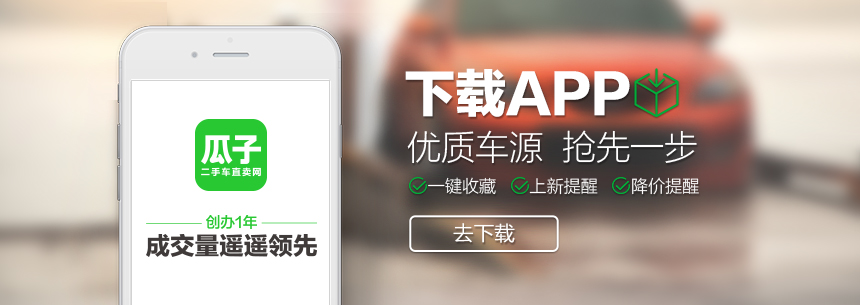 瓜子
二手车直卖网
创办1年
成交量遥遥领先
下载APP
优质车源 抢先一步
一键收藏 上新提醒 降价提醒
去下载